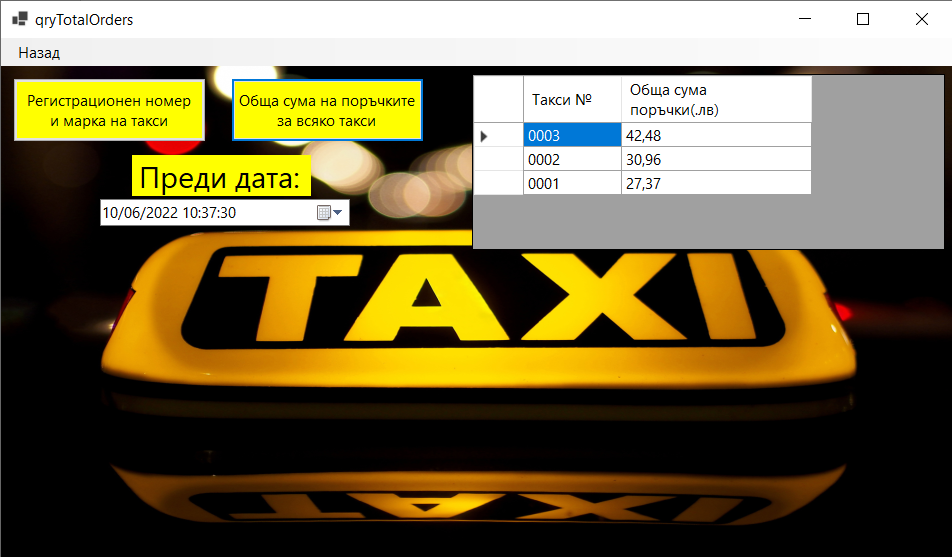 qryTotalOrders
Назад
Регистрационен номер
и марка на такси
Обща сума на поръчките
за всяко такси
Преди дата:
10/06/2022 10:37:30
Такси №
Обща сума
поръчки(.лв)
0003
42,48
0002
30,96
0001
27,37
TAXI
TAXI